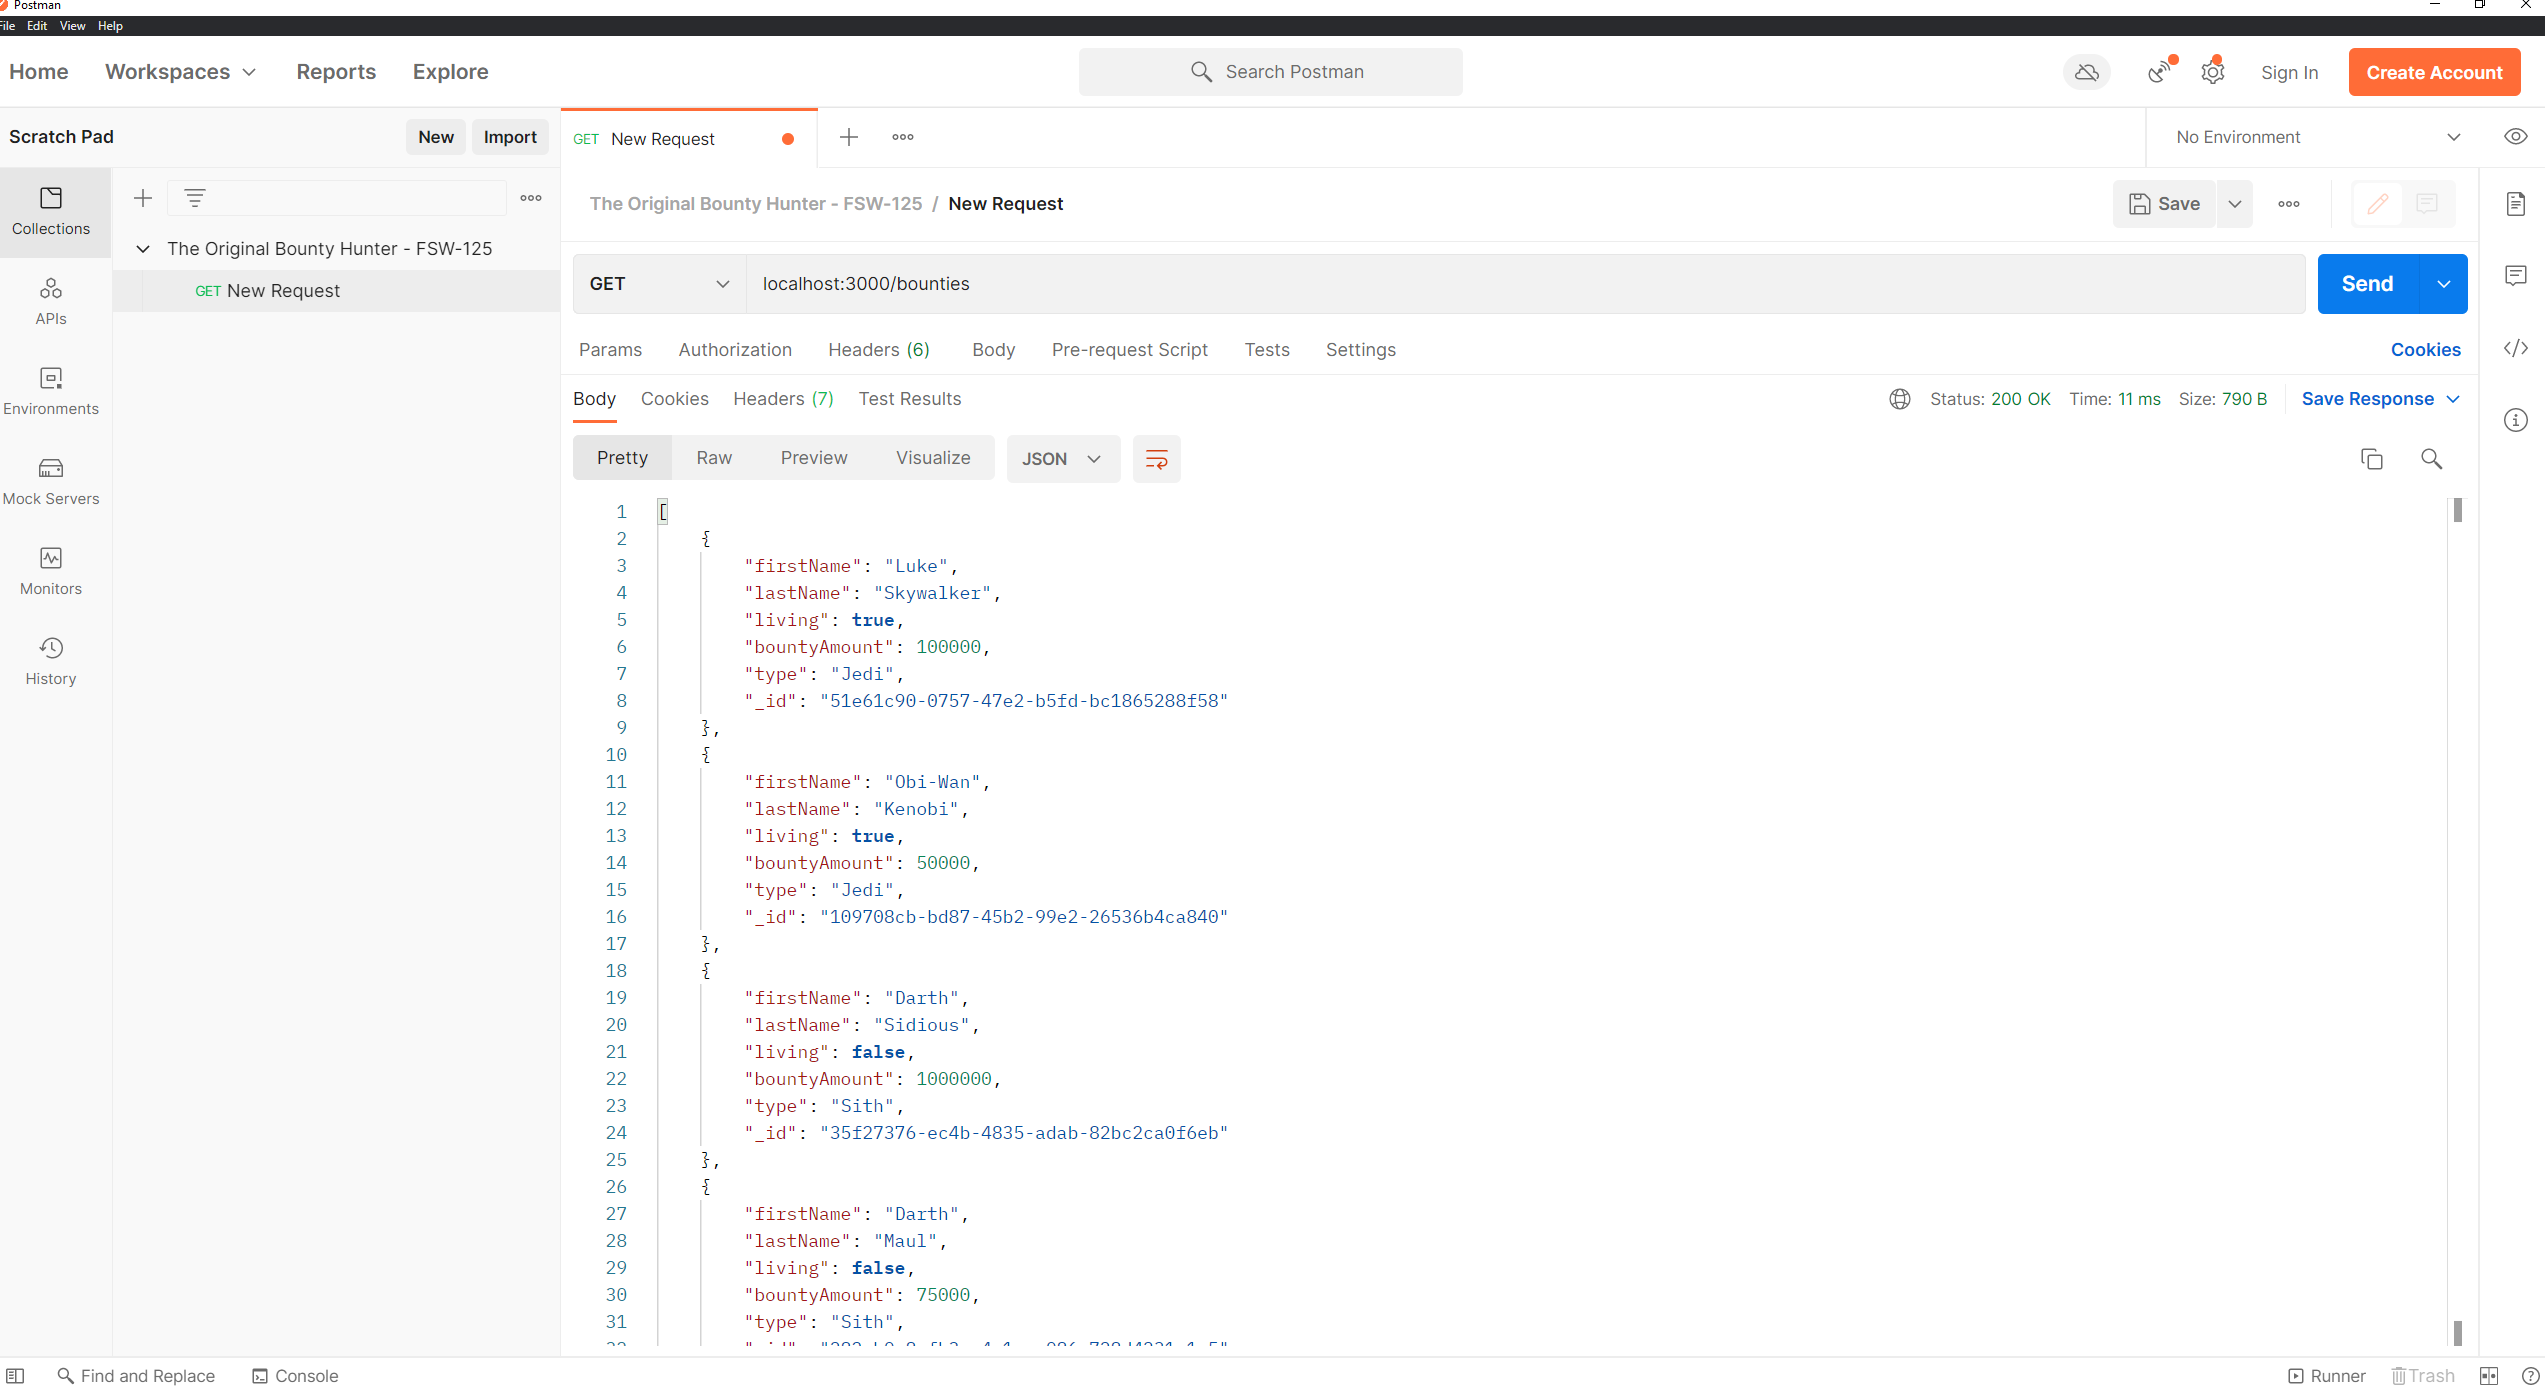 Postman
File Edit View Help
Home Workspaces Reports Explore Search Postman Sign In Create Account
Scratch Pad New Import GET New Request No Environment
The Original Bounty Hunter - FSW-125 / New Request Save
Collections
The Original Bounty Hunter - FSW-125
GET New Request
GET localhost:3000/bounties Send
APIs
Params Authorization Headers (6) Body Pre-request Script Tests Settings Cookies
Environments
Body Cookies Headers (7) Test Results Status: 200 OK Time: 11 ms Size: 790 B Save Response
Pretty Raw Preview Visualize JSON
Mock Servers
Monitors
History
1 [
2 {
3 "firstName": "Luke",
4 "lastName": "Skywalker",
5 "living": true,
6 "bountyAmount": 100000,
7 "type": "Jedi",
8 "_id": "51e61c90-0757-47e2-b5fd-bc1865288f58"
9 },
10 {
11 "firstName": "Obi-Wan",
12 "lastName": "Kenobi",
13 "living": true,
14 "bountyAmount": 50000,
15 "type": "Jedi",
16 "_id": "109708cb-bd87-45b2-99e2-26536b4ca840"
17 },
18 {
19 "firstName": "Darth",
20 "lastName": "Sidious",
21 "living": false,
22 "bountyAmount": 1000000,
23 "type": "Sith",
24 "_id": "35f27376-ec4b-4835-adab-82bc2ca0f6eb"
25 },
26 {
27 "firstName": "Darth",
28 "lastName": "Maul",
29 "living": false,
30 "bountyAmount": 75000,
31 "type": "Sith",
Find and Replace Console Runner Trash